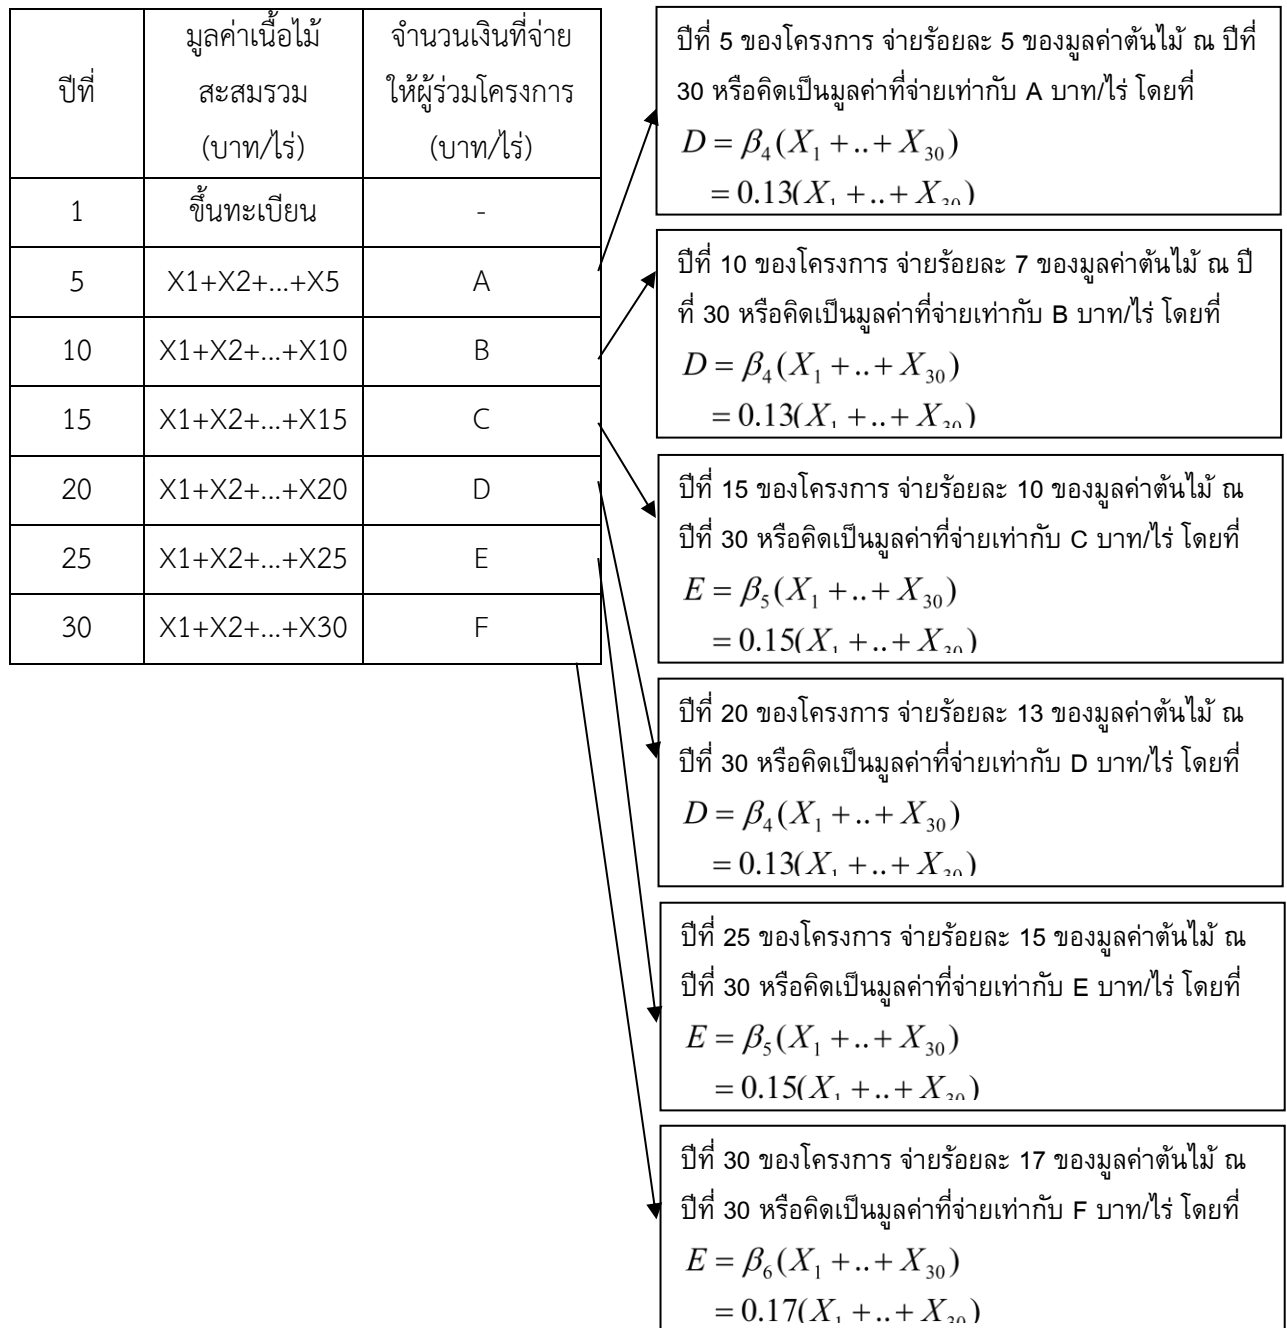 ปีที่
มูลค่าเนื้อไม้
สะสมรวม
(บาท/ไร่)
จำนวนเงินที่จ่าย
ให้ผู้ร่วมโครงการ
(บาท/ไร่)
1 ขึ้นทะเบียน -
5 X1+X2+...+X5 A
10 X1+X2+...+X10 B
15 X1+X2+...+X15 C
20 X1+X2+...+X20 D
25 X1+X2+...+X25 E
30 X1+X2+...+X30 F
ปีที่ 5 ของโครงการ จ่ายร้อยละ 5 ของมูลค่าต้นไม้ ณ ปีที่
30 หรือคิดเป็นมูลค่าที่จ่ายเท่ากับ A บาท/ไร่ โดยที่
D = β₄(X₁ + .. + X₃₀)
= 0.13(X₁ + .. + X₃₀)
ปีที่ 10 ของโครงการ จ่ายร้อยละ 7 ของมูลค่าต้นไม้ ณ ปี
ที่ 30 หรือคิดเป็นมูลค่าที่จ่ายเท่ากับ B บาท/ไร่ โดยที่
D = β₄(X₁ + .. + X₃₀)
= 0.13(X₁ + .. + X₃₀)
ปีที่ 15 ของโครงการ จ่ายร้อยละ 10 ของมูลค่าต้นไม้ ณ
ปีที่ 30 หรือคิดเป็นมูลค่าที่จ่ายเท่ากับ C บาท/ไร่ โดยที่
E = β₅(X₁ + .. + X₃₀)
= 0.15(X₁ + .. + X₃₀)
ปีที่ 20 ของโครงการ จ่ายร้อยละ 13 ของมูลค่าต้นไม้ ณ
ปีที่ 30 หรือคิดเป็นมูลค่าที่จ่ายเท่ากับ D บาท/ไร่ โดยที่
D = β₄(X₁ + .. + X₃₀)
= 0.13(X₁ + .. + X₃₀)
ปีที่ 25 ของโครงการ จ่ายร้อยละ 15 ของมูลค่าต้นไม้ ณ
ปีที่ 30 หรือคิดเป็นมูลค่าที่จ่ายเท่ากับ E บาท/ไร่ โดยที่
E = β₅(X₁ + .. + X₃₀)
= 0.15(X₁ + .. + X₃₀)
ปีที่ 30 ของโครงการ จ่ายร้อยละ 17 ของมูลค่าต้นไม้ ณ
ปีที่ 30 หรือคิดเป็นมูลค่าที่จ่ายเท่ากับ F บาท/ไร่ โดยที่
E = β₆(X₁ + .. + X₃₀)
= 0.17(X₁ + .. + X₃₀)